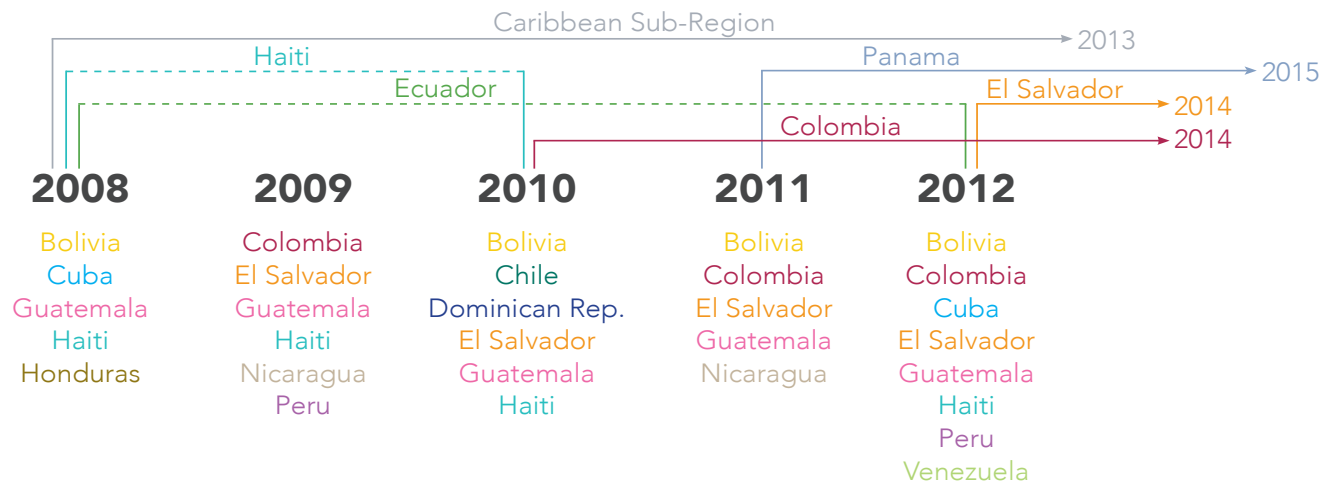 Caribbean Sub-Region
2013
Haiti
Panama
2015
Ecuador
El Salvador
2014
Colombia
2014
2008
2009
2010
2011
2012
Bolivia
Cuba
Guatemala
Haiti
Honduras
Colombia
El Salvador
Guatemala
Haiti
Nicaragua
Peru
Bolivia
Chile
Dominican Rep.
El Salvador
Guatemala
Haiti
Bolivia
Colombia
El Salvador
Guatemala
Nicaragua
Bolivia
Colombia
Cuba
El Salvador
Guatemala
Haiti
Peru
Venezuela